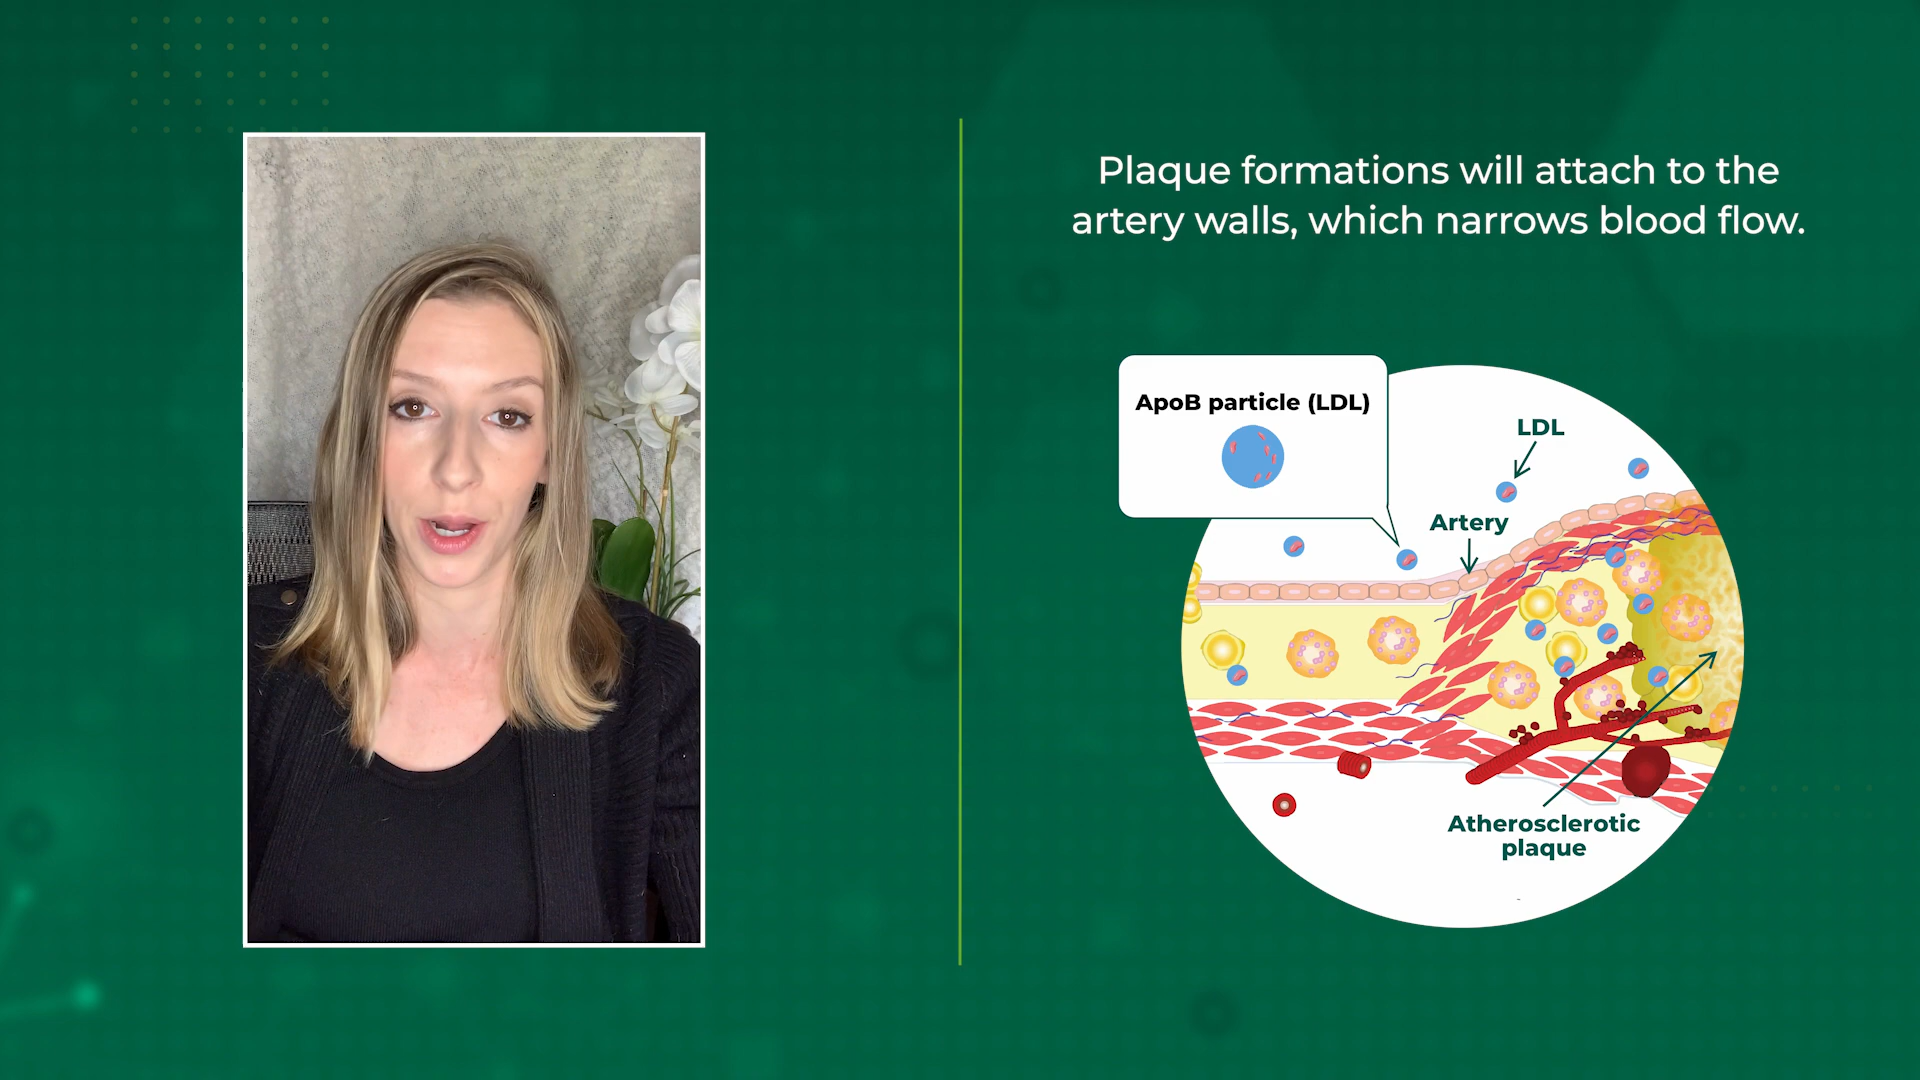 Plaque formations will attach to the
artery walls, which narrows blood flow.
ApoB particle (LDL)
LDL
Artery
Atherosclerotic
plaque